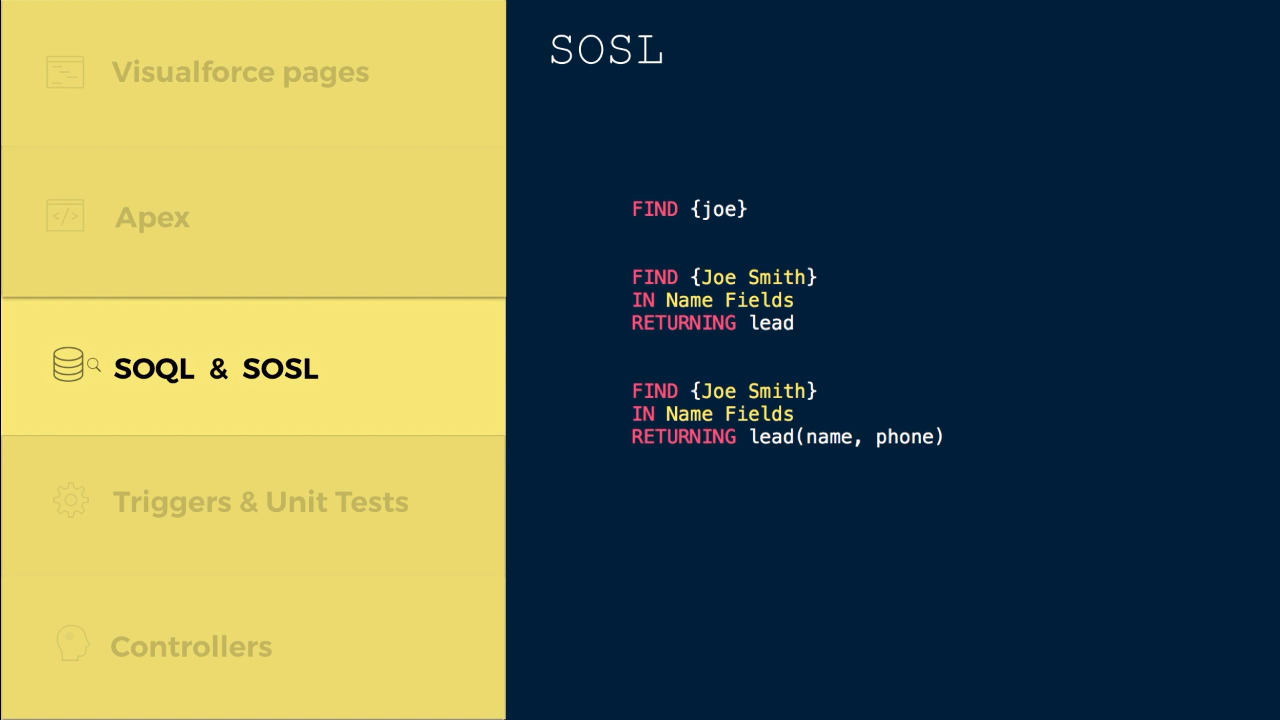 Visualforce pages
Apex
SOQL & SOSL
Triggers & Unit Tests
Controllers
SOSL
FIND {joe}
FIND {Joe Smith}
IN Name Fields
RETURNING lead
FIND {Joe Smith}
IN Name Fields
RETURNING lead(name, phone)